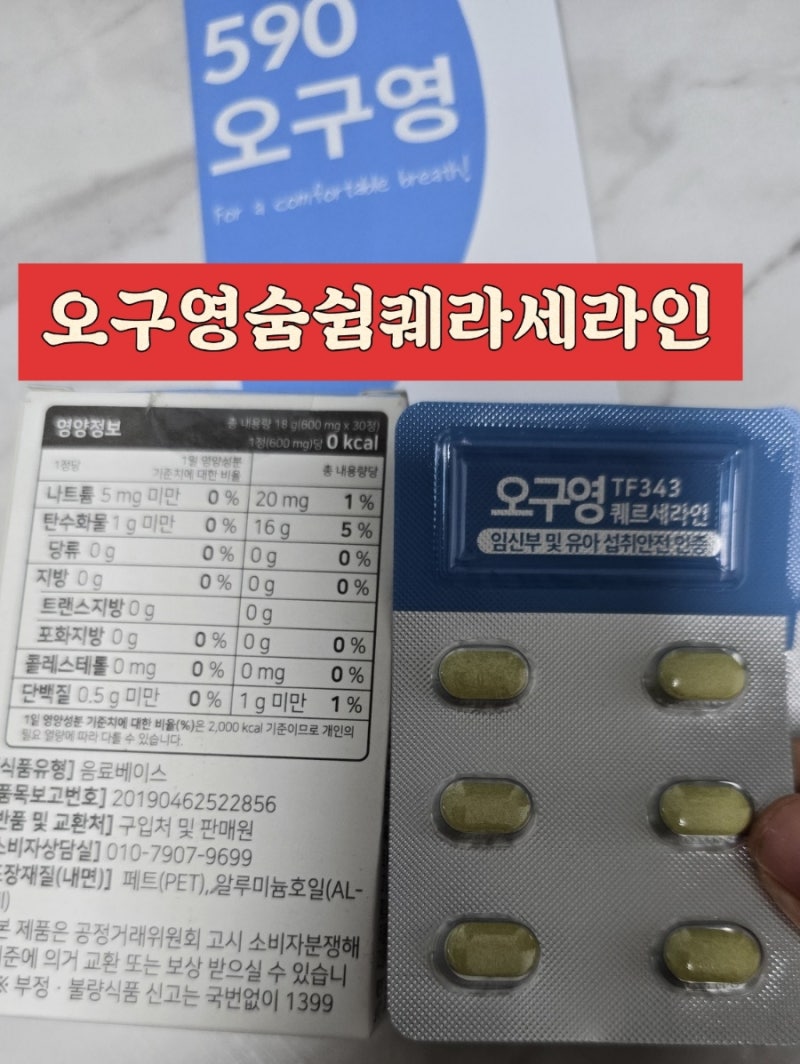 590
오구영
For a comfortable breath!
오구영숨쉼퀘라세라인
영양정보
총 내용량 18 g(600 mg x 30정)
1정(600 mg)당 0 kcal
1정당 1일 영양성분 기준치에 대한 비율 총 내용량당
나트륨 5 mg 미만 0 % 20 mg 1 %
탄수화물 1 g 미만 0 % 16 g 5 %
당류 0 g 0 % 0 g 0 %
지방 0 g 0 % 0 g 0 %
트랜스지방 0 g 0 g
포화지방 0 g 0 % 0 g 0 %
콜레스테롤 0 mg 0 % 0 mg 0 %
단백질 0.5 g 미만 0 % 1 g 미만 1 %
1일 영양성분 기준치에 대한 비율(%)은 2,000 kcal 기준이므로 개인의
필요 열량에 따라 다를 수 있습니다.
식품유형] 음료베이스
품목보고번호] 20190462522856
반품 및 교환처] 구입처 및 판매원
소비자상담실] 010-7907-9699
포장재질(내면)] 페트(PET), 알루미늄호일(AL-
본 제품은 공정거래위원회 고시 소비자분쟁해
기준에 의거 교환 또는 보상 받으실 수 있습니
※ 부정 · 불량식품 신고는 국번없이 1399
오구영 TF343
퀘르세라인
임신부 및 유아 섭취안전 인증